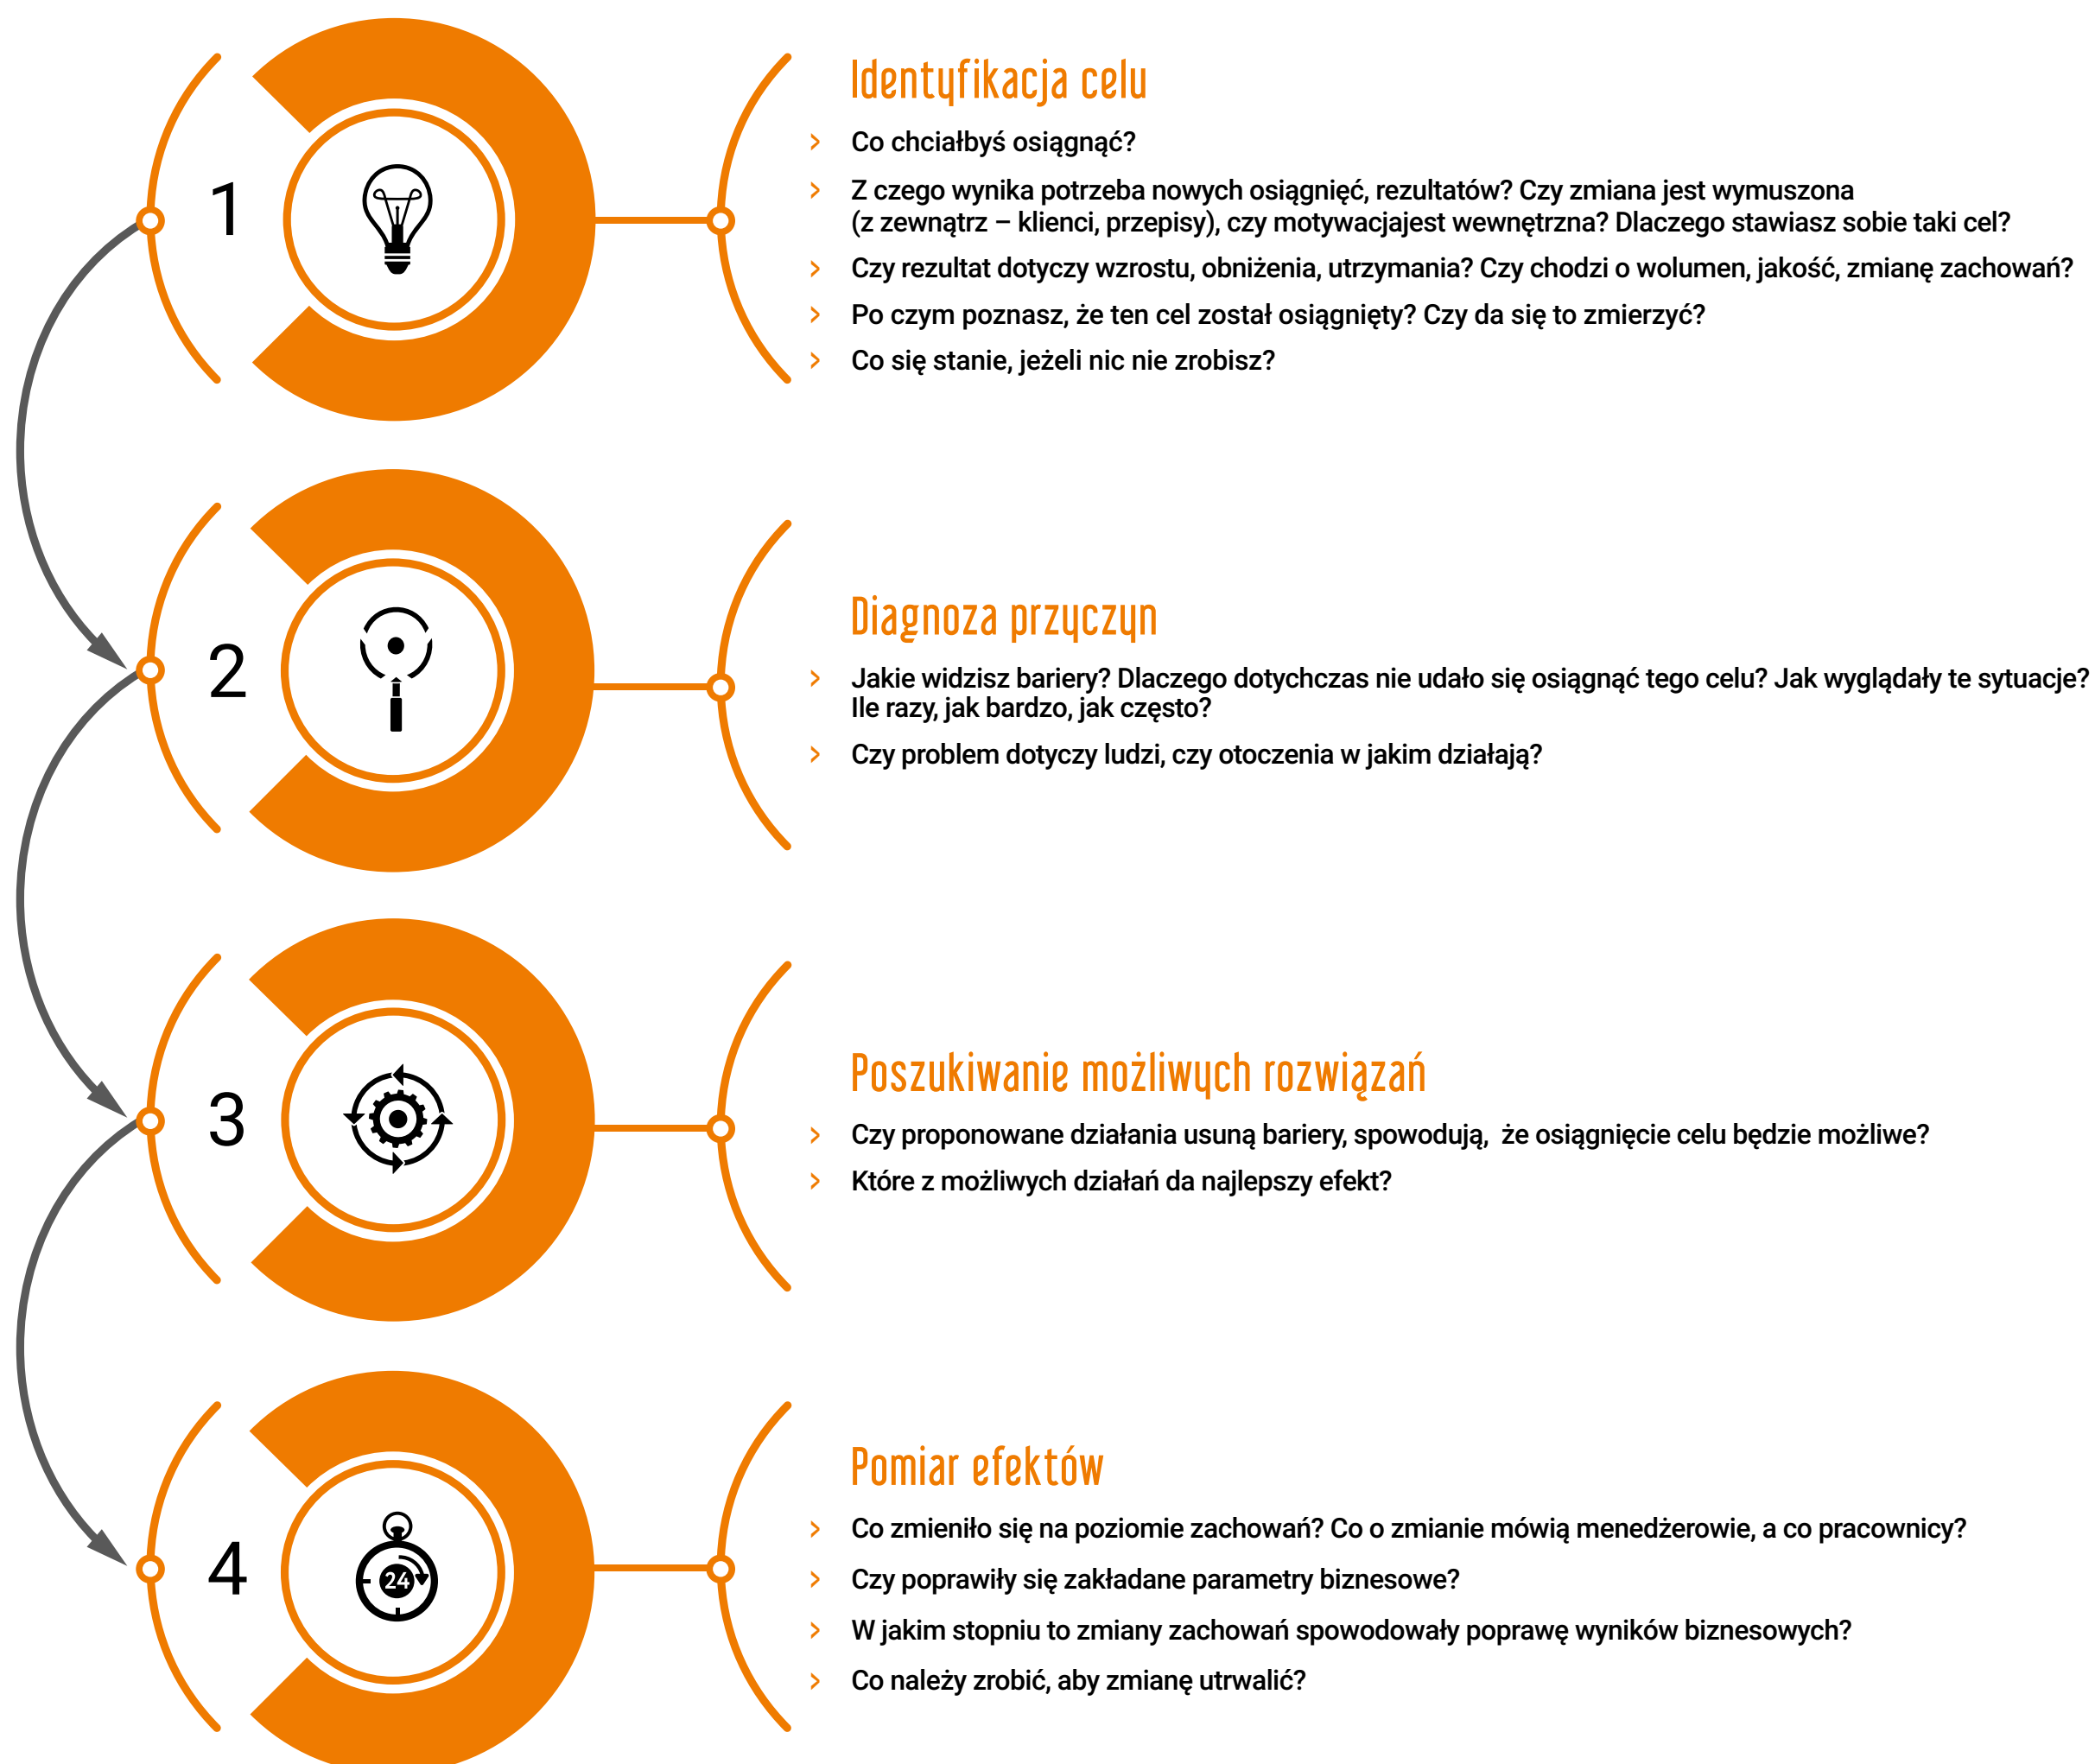 1
Identyfikacja celu
› Co chciałbyś osiągnąć?
› Z czego wynika potrzeba nowych osiągnięć, rezultatów? Czy zmiana jest wymuszona
(z zewnątrz – klienci, przepisy), czy motywacjajest wewnętrzna? Dlaczego stawiasz sobie taki cel?
› Czy rezultat dotyczy wzrostu, obniżenia, utrzymania? Czy chodzi o wolumen, jakość, zmianę zachowań?
› Po czym poznasz, że ten cel został osiągnięty? Czy da się to zmierzyć?
› Co się stanie, jeżeli nic nie zrobisz?
2
Diagnoza przyczyn
› Jakie widzisz bariery? Dlaczego dotychczas nie udało się osiągnąć tego celu? Jak wyglądały te sytuacje?
Ile razy, jak bardzo, jak często?
› Czy problem dotyczy ludzi, czy otoczenia w jakim działają?
3
Poszukiwanie możliwych rozwiązań
› Czy proponowane działania usuną bariery, spowodują,  że osiągnięcie celu będzie możliwe?
› Które z możliwych działań da najlepszy efekt?
4
24
Pomiar efektów
› Co zmieniło się na poziomie zachowań? Co o zmianie mówią menedżerowie, a co pracownicy?
› Czy poprawiły się zakładane parametry biznesowe?
› W jakim stopniu to zmiany zachowań spowodowały poprawę wyników biznesowych?
› Co należy zrobić, aby zmianę utrwalić?